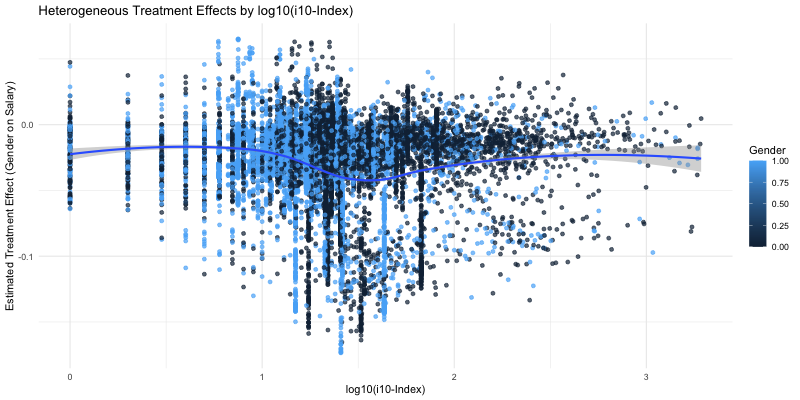 Heterogeneous Treatment Effects by log10(i10-Index)
Estimated Treatment Effect (Gender on Salary)
0.0
-0.1
0
1
2
3
log10(i10-Index)
Gender
1.00
0.75
0.50
0.25
0.00